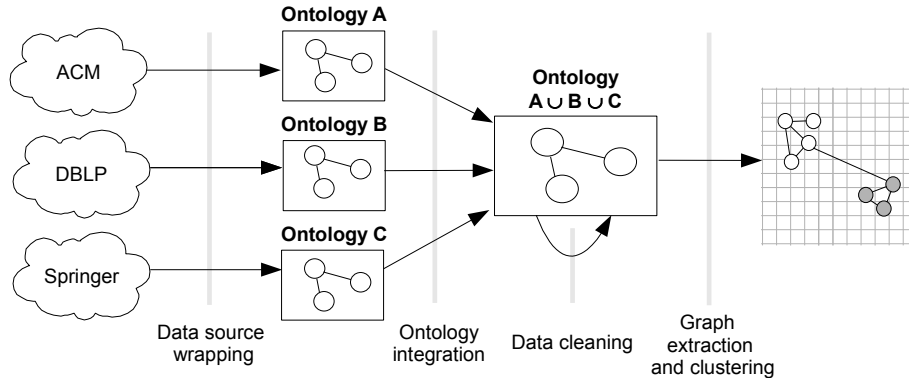 Ontology A
ACM
Ontology
A ∪ B ∪ C
Ontology B
DBLP
Ontology C
Springer
Data source
wrapping
Ontology
integration
Data cleaning
Graph
extraction
and clustering